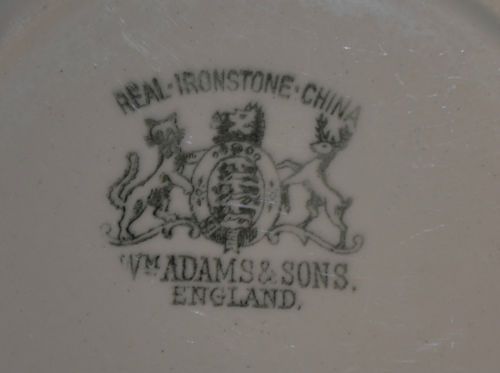 REAL·IRONSTONE·CHINA
Wᴹ ADAMS & SONS.
ENGLAND.